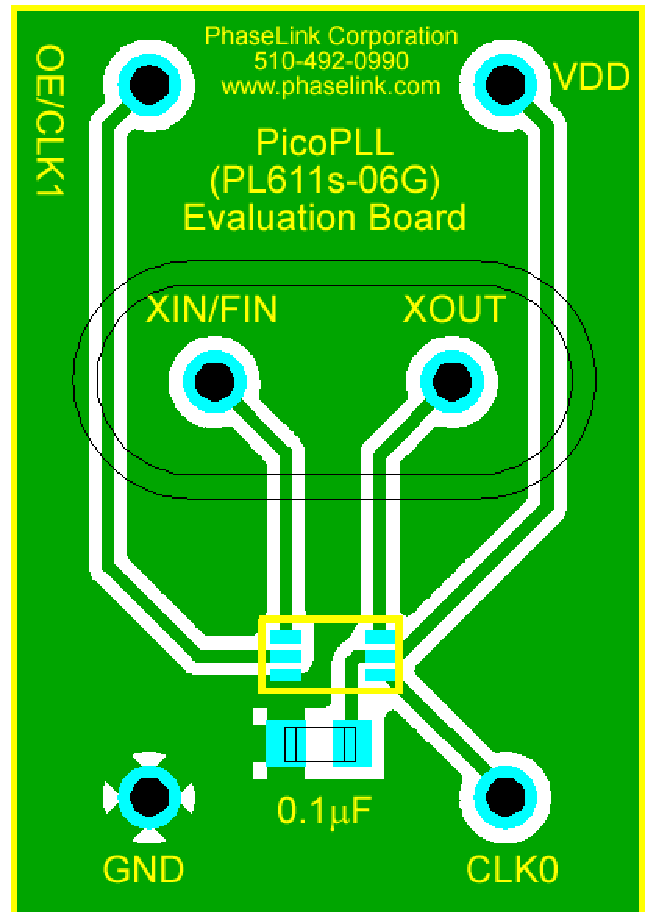 PhaseLink Corporation
510-492-0990
www.phaselink.com
OE/CLK1
VDD
PicoPLL
(PL611s-06G)
Evaluation Board
XIN/FIN
XOUT
0.1μF
GND
CLK0